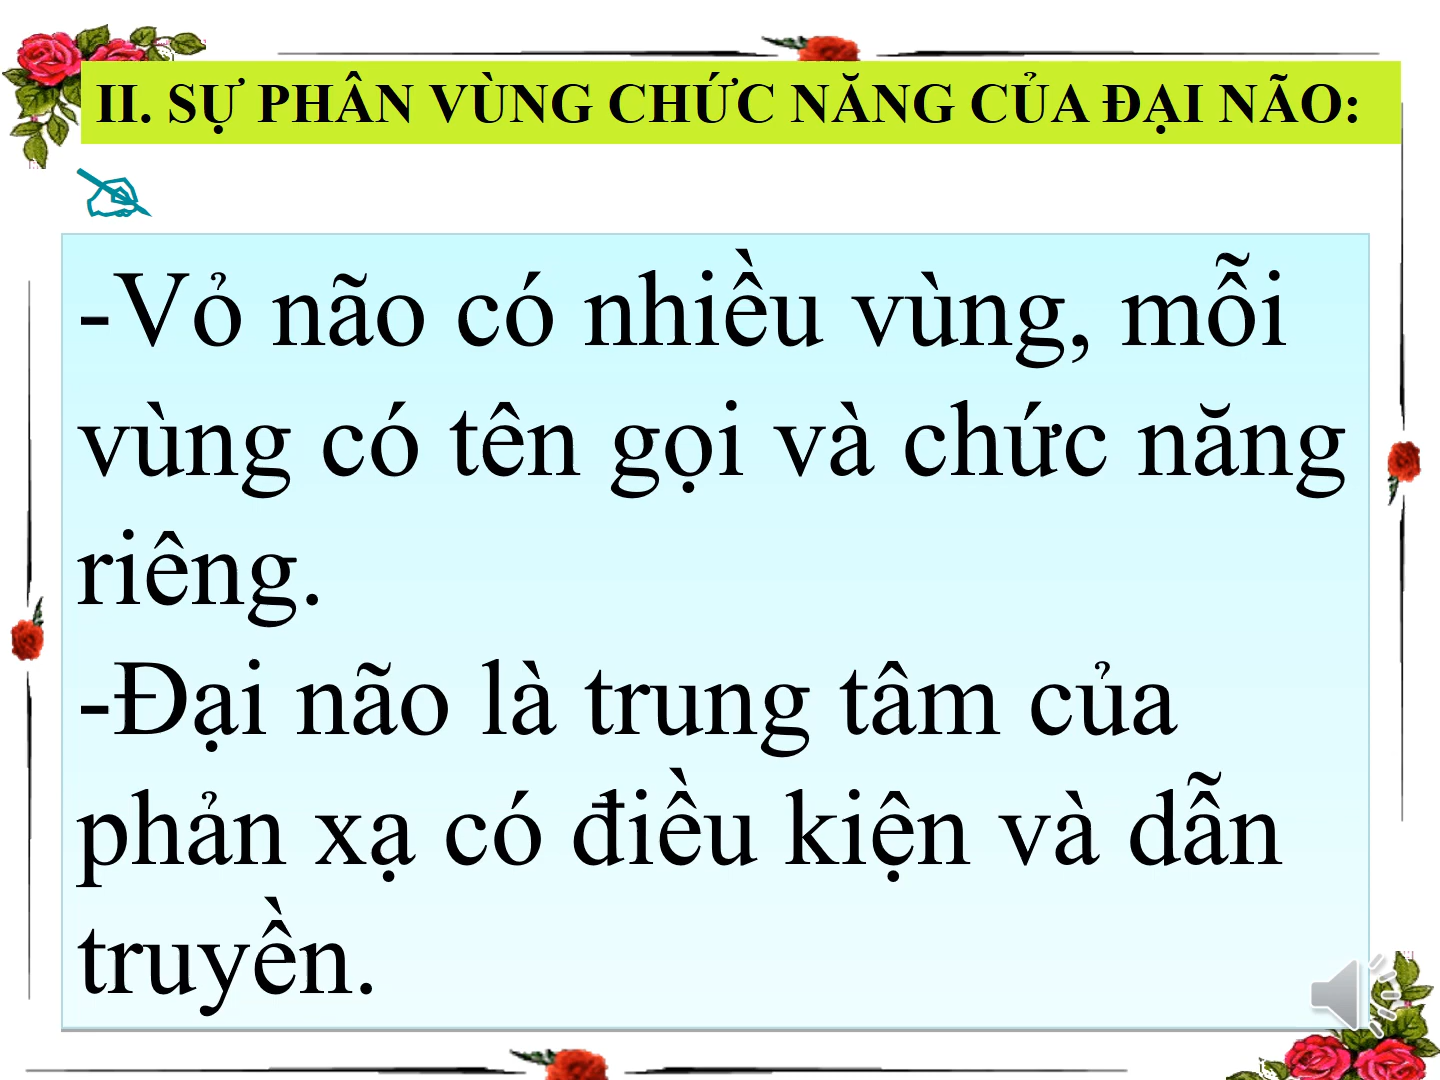 II. SỰ PHÂN VÙNG CHỨC NĂNG CỦA ĐẠI NÃO:
-Vỏ não có nhiều vùng, mỗi
vùng có tên gọi và chức năng
riêng.
-Đại não là trung tâm của
phản xạ có điều kiện và dẫn
truyền.